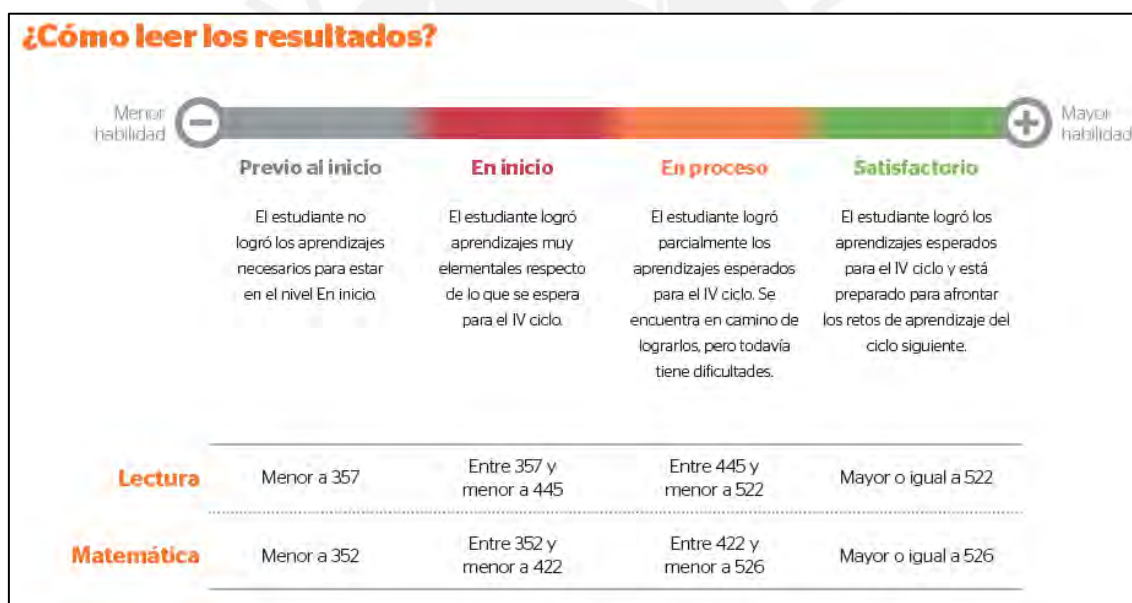 ¿Cómo leer los resultados?
Menor
habilidad
Mayor
habilidad
Previo al inicio
El estudiante no
logró los aprendizajes
necesarios para estar
en el nivel En inicio.
En inicio
El estudiante logró
aprendizajes muy
elementales respecto
de lo que se espera
para el IV ciclo.
En proceso
El estudiante logró
parcialmente los
aprendizajes esperados
para el IV ciclo. Se
encuentra en camino de
lograrlos, pero todavía
tiene dificultades.
Satisfactorio
El estudiante logró los
aprendizajes esperados
para el IV ciclo y está
preparado para afrontar
los retos de aprendizaje del
ciclo siguiente.
Lectura
Menor a 357
Entre 357 y
menor a 445
Entre 445 y
menor a 522
Mayor o igual a 522
Matemática
Menor a 352
Entre 352 y
menor a 422
Entre 422 y
menor a 526
Mayor o igual a 526